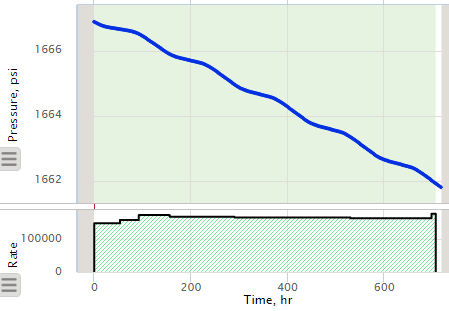 Pressure, psi
1666
1664
1662
Rate
100000
0
0 200 400 600
Time, hr